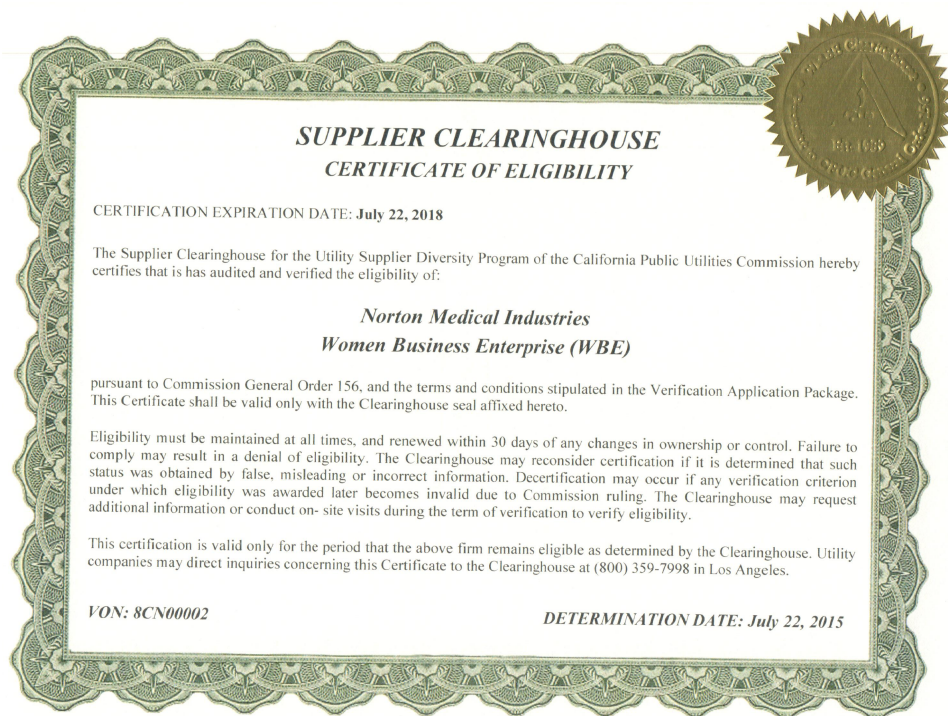 SUPPLIER CLEARINGHOUSE
CERTIFICATE OF ELIGIBILITY
CERTIFICATION EXPIRATION DATE: July 22, 2018
The Supplier Clearinghouse for the Utility Supplier Diversity Program of the California Public Utilities Commission hereby
certifies that is has audited and verified the eligibility of:
Norton Medical Industries
Women Business Enterprise (WBE)
pursuant to Commission General Order 156, and the terms and conditions stipulated in the Verification Application Package.
This Certificate shall be valid only with the Clearinghouse seal affixed hereto.
Eligibility must be maintained at all times, and renewed within 30 days of any changes in ownership or control. Failure to
comply may result in a denial of eligibility. The Clearinghouse may reconsider certification if it is determined that such
status was obtained by false, misleading or incorrect information. Decertification may occur if any verification criterion
under which eligibility was awarded later becomes invalid due to Commission ruling. The Clearinghouse may request
additional information or conduct on- site visits during the term of verification to verify eligibility.
This certification is valid only for the period that the above firm remains eligible as determined by the Clearinghouse. Utility
companies may direct inquiries concerning this Certificate to the Clearinghouse at (800) 359-7998 in Los Angeles.
VON: 8CN00002
DETERMINATION DATE: July 22, 2015